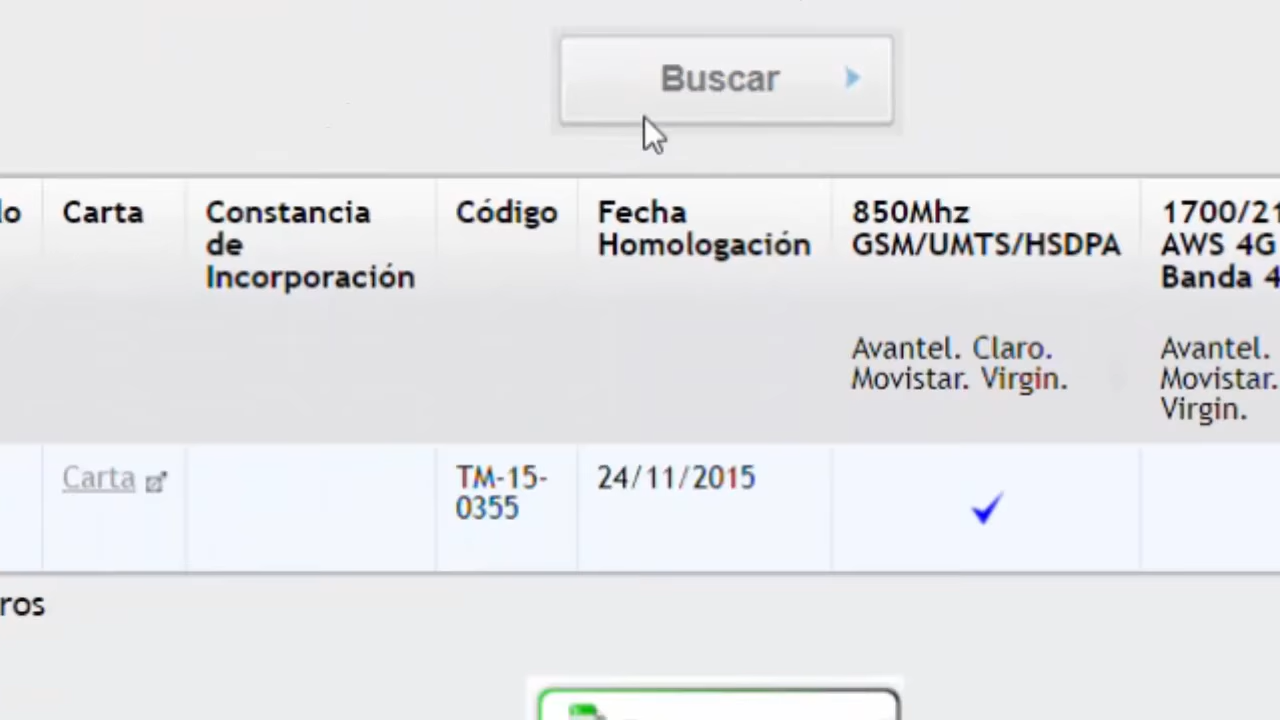 Buscar
lo
Carta
Constancia
de
Incorporación
Código
Fecha
Homologación
850Mhz
GSM/UMTS/HSDPA
1700/21
AWS 4G
Banda 4
Avantel. Claro.
Movistar. Virgin.
Avantel.
Movistar.
Virgin.
Carta
TM-15-
0355
24/11/2015
ros